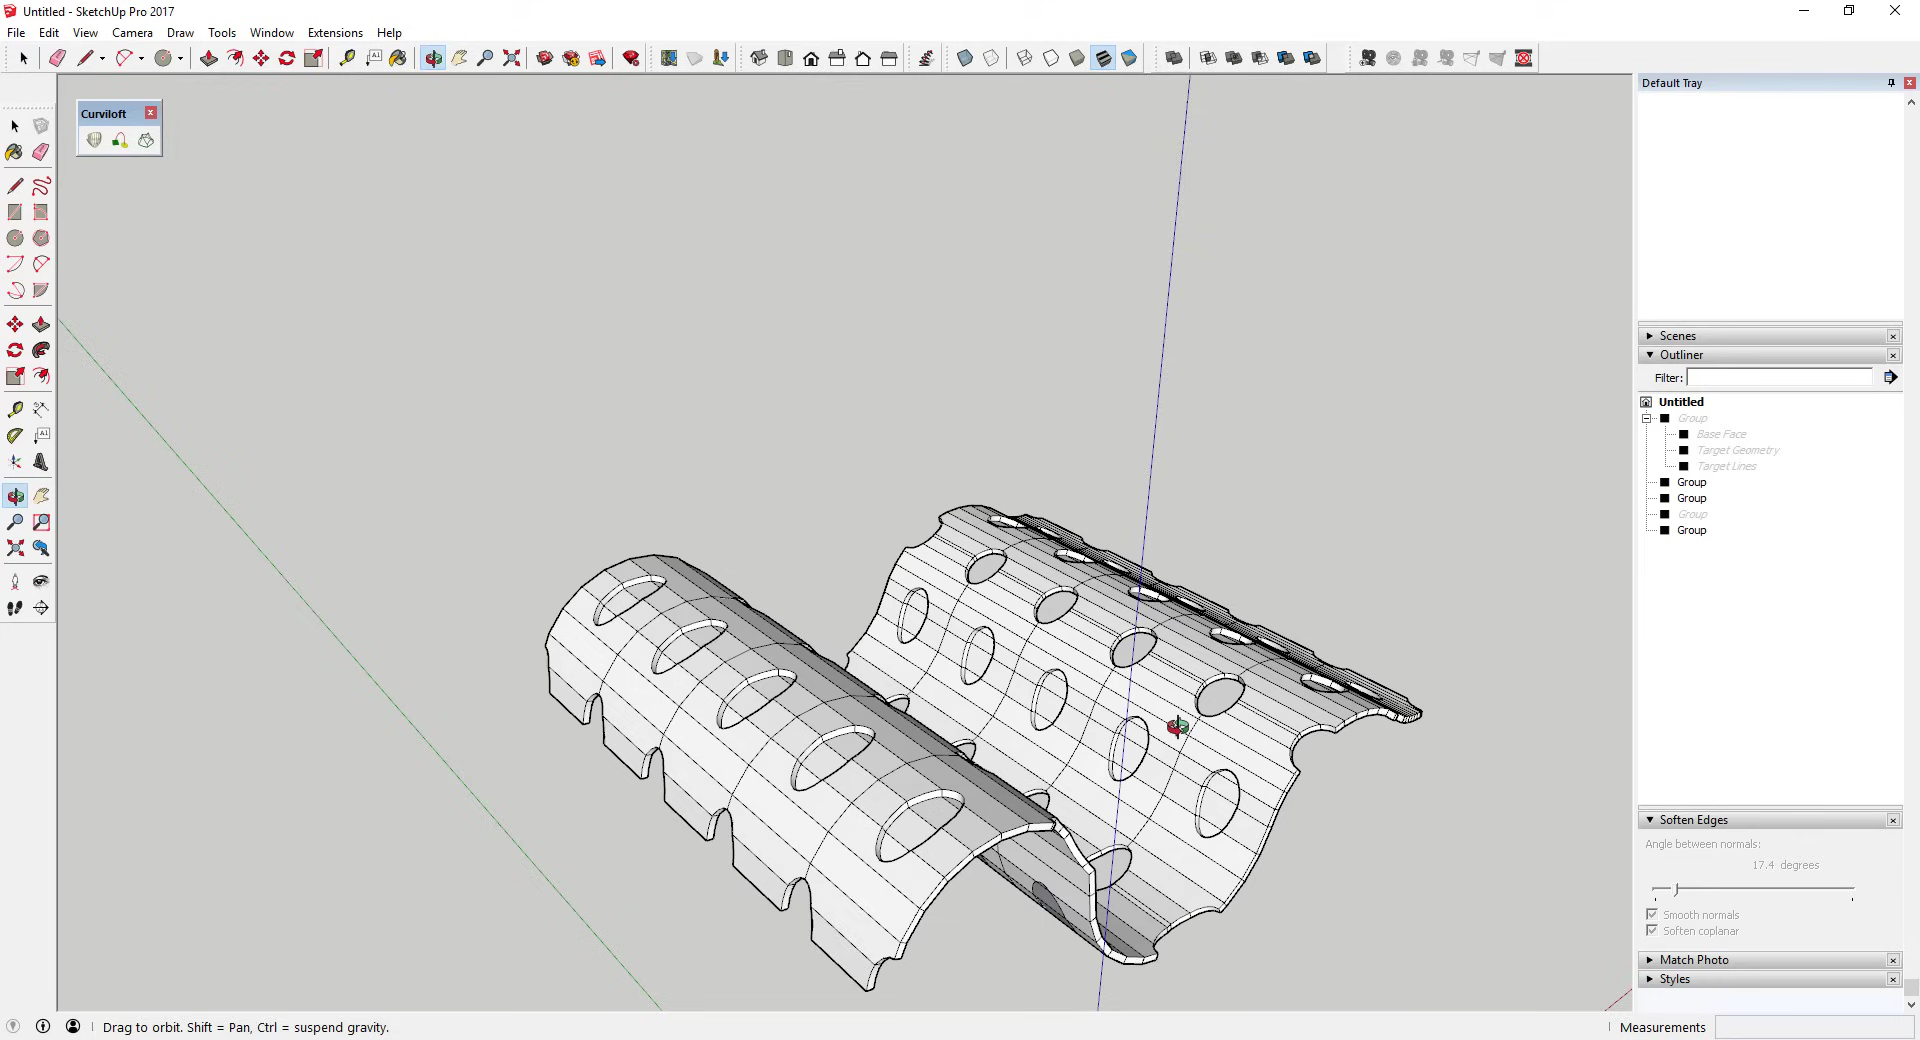 Untitled - SketchUp Pro 2017
File Edit View Camera Draw Tools Window Extensions Help
Default Tray
Curviloft
Scenes
Outliner
Filter:
Untitled
Group
Base Face
Target Geometry
Target Lines
Group
Group
Group
Group
Soften Edges
Angle between normals:
17.4 degrees
Smooth normals
Soften coplanar
Match Photo
Styles
Drag to orbit. Shift = Pan, Ctrl = suspend gravity.
Measurements